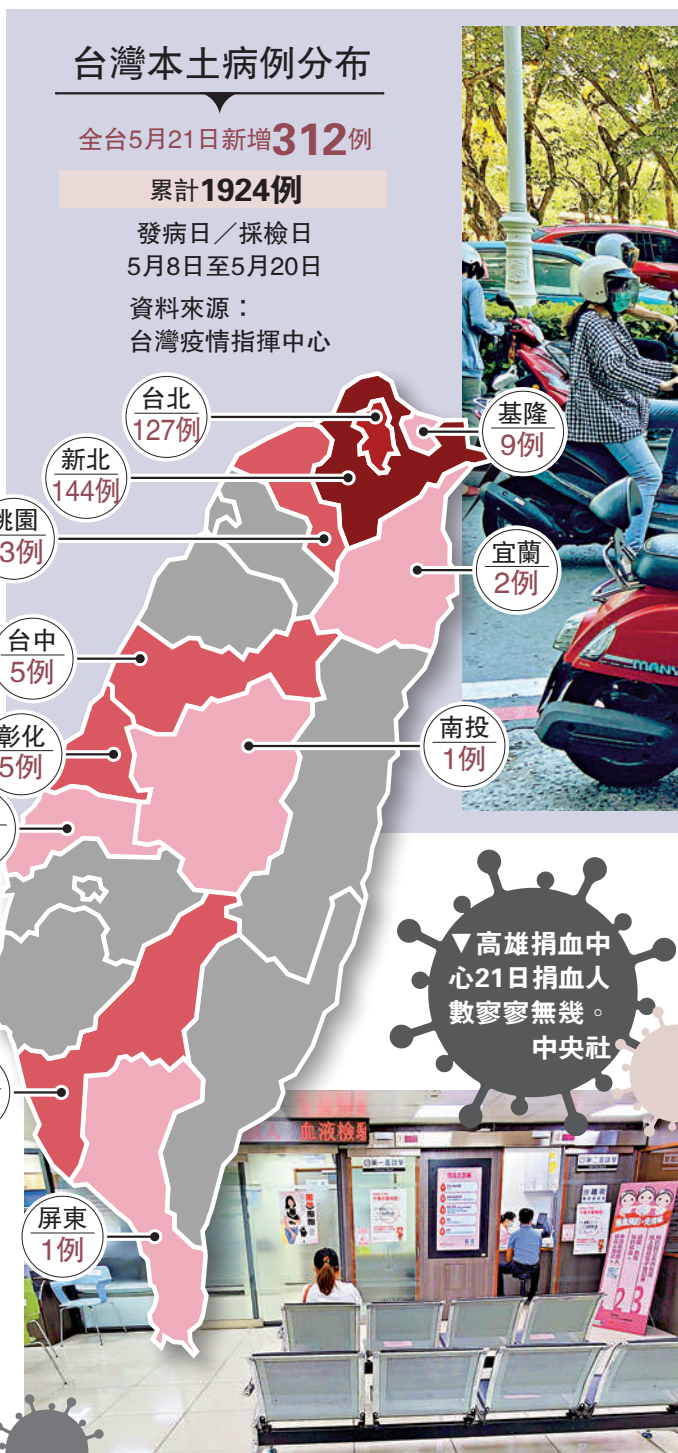 台灣本土病例分布
全台5月21日新增312例
累計1924例
發病日／採檢日
5月8日至5月20日
資料來源：
台灣疫情指揮中心
台北
127例
基隆
9例
新北
144例
桃園
3例
宜蘭
2例
台中
5例
彰化
5例
南投
1例
▼高雄捐血中
心21日捐血人
數寥寥無幾。
中央社
屏東
1例
血液檢驗
MANY